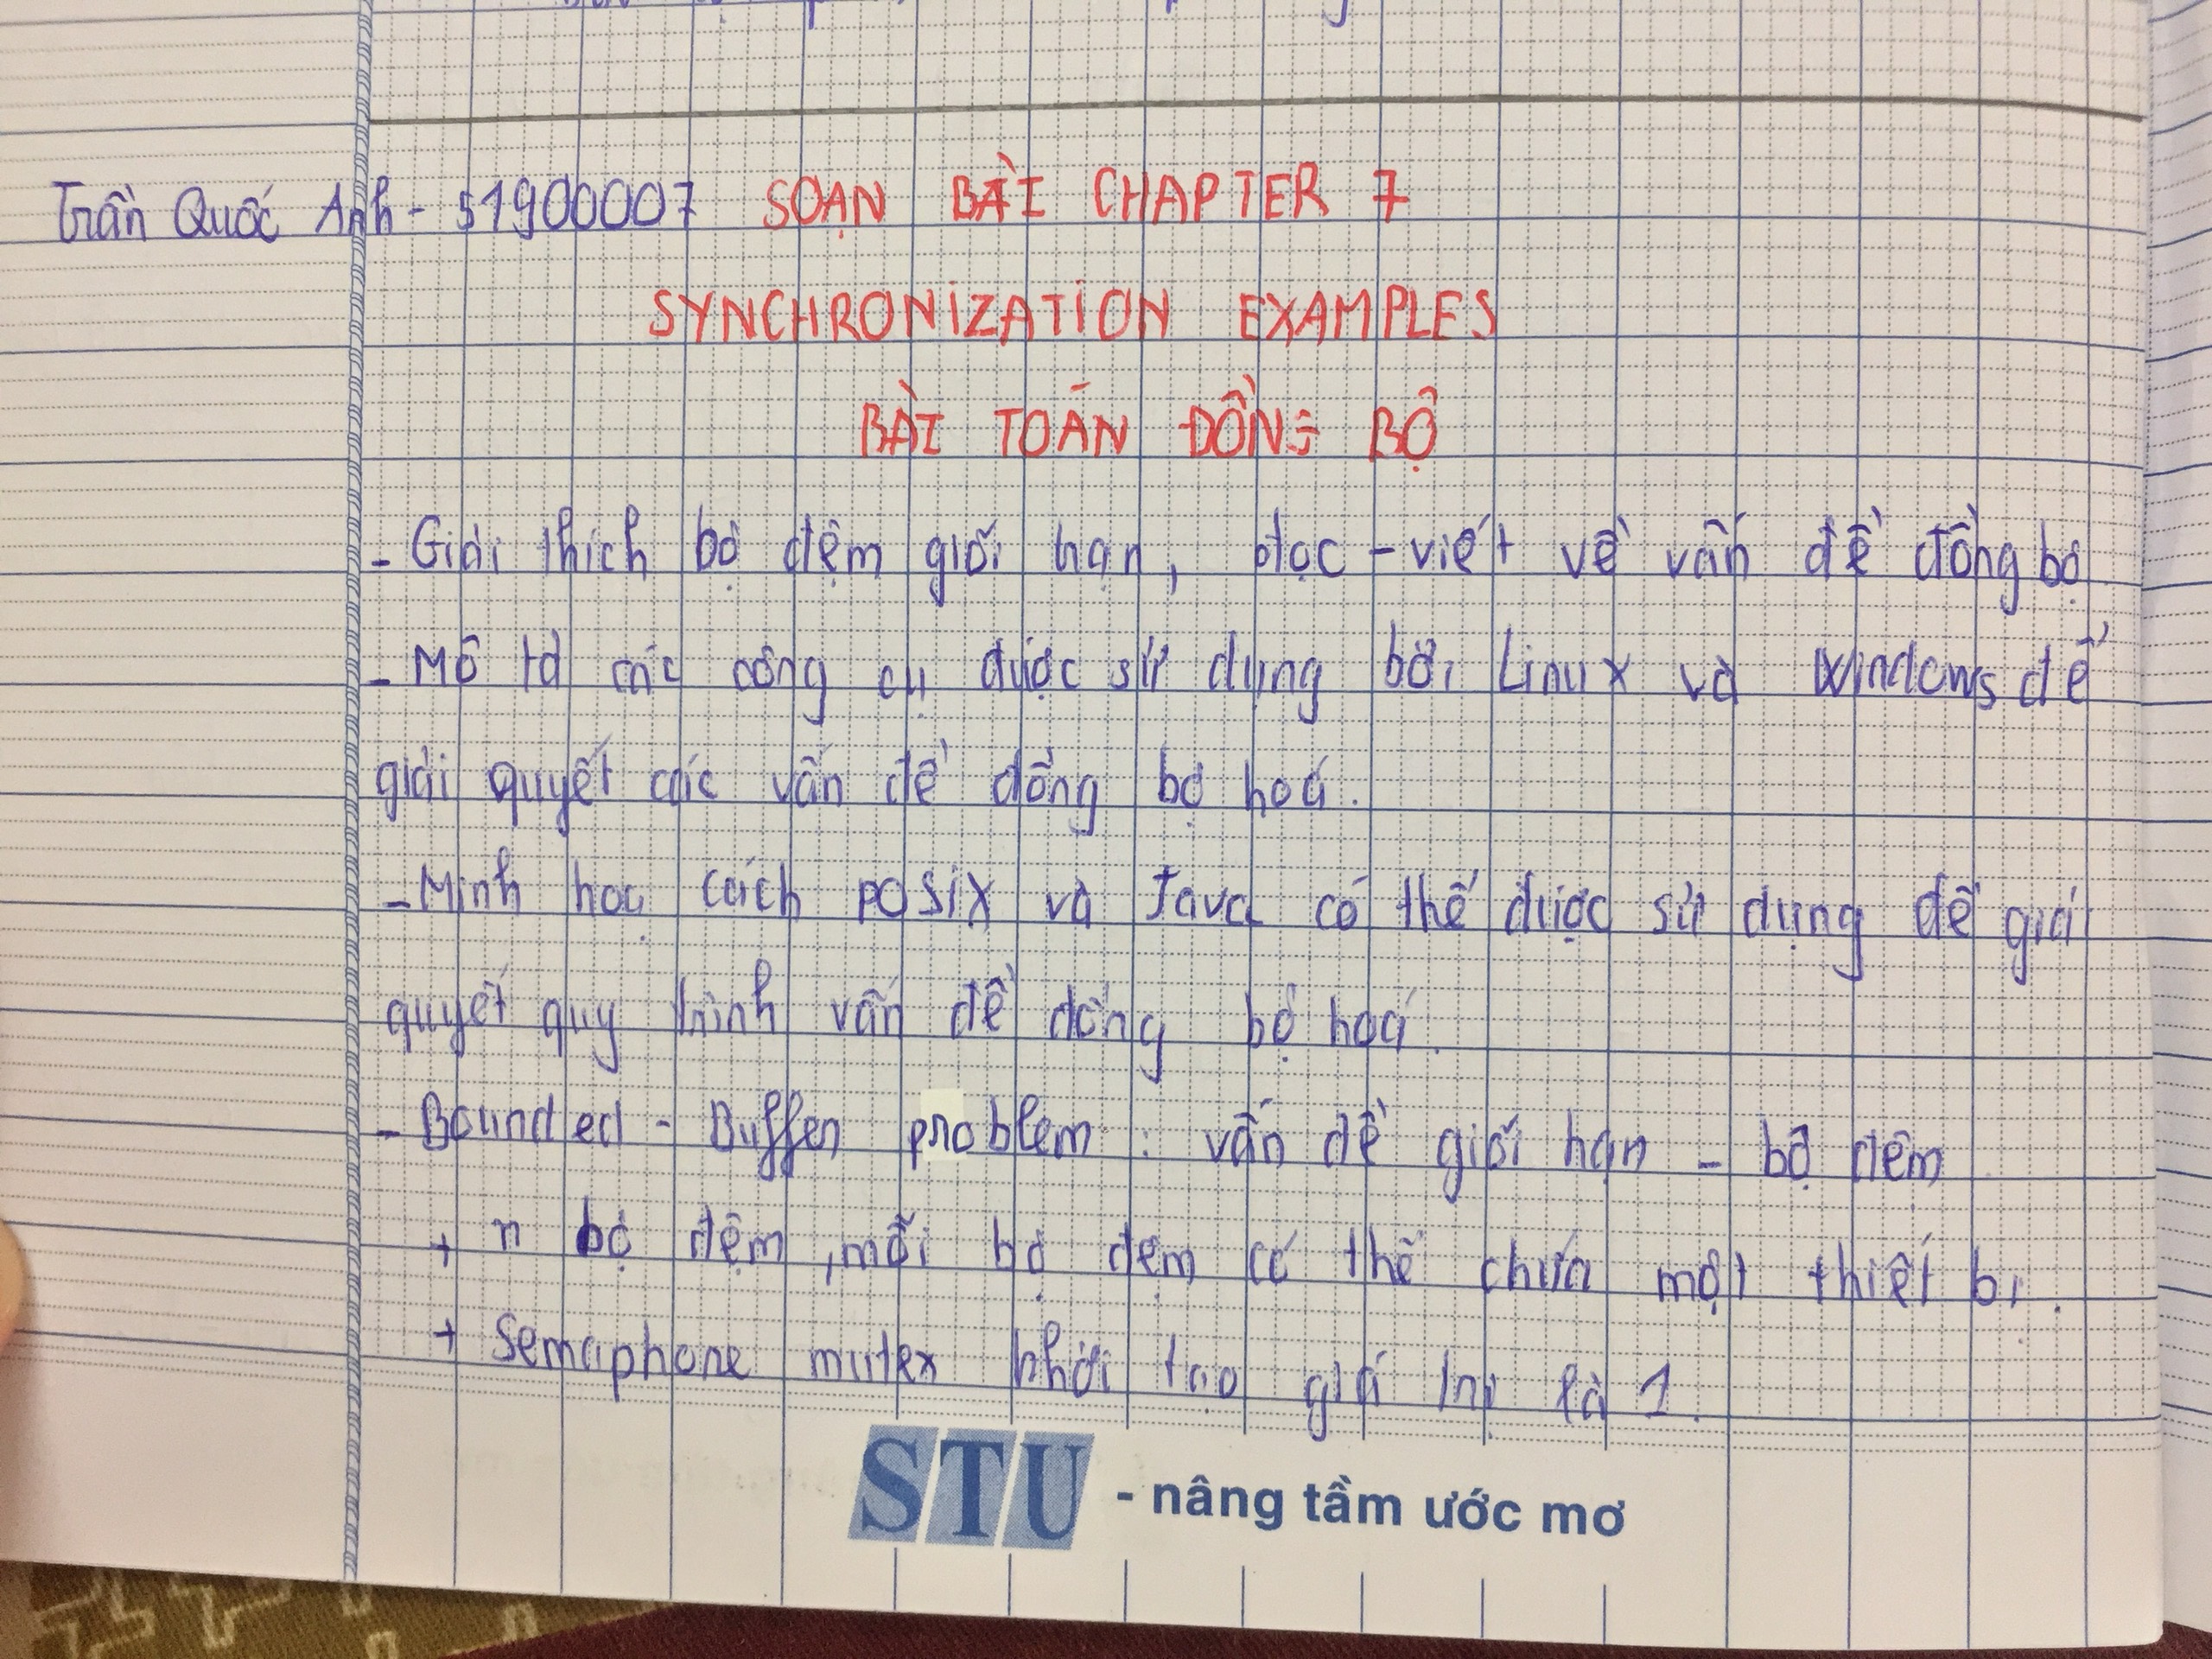 Trần Quốc Anh - 51900007 SOẠN BÀI CHAPTER 7
SYNCHRONIZATION EXAMPLES
BÀI TOÁN ĐỒNG BỘ
- Giải thích bộ đệm giới hạn, đọc - viết về vấn đề đồng bộ
- Mô tả các công cụ được sử dụng bởi Linux và Windows để
giải quyết các vấn đề đồng bộ hoá.
- Minh hoạ cách POSIX và Java có thể được sử dụng để giải
quyết quy trình vấn đề đồng bộ hoá.
- Bounded - Buffer problem : vấn đề giới hạn - bộ đệm
+ n bộ đệm, mỗi bộ đệm có thể chứa một thiết bị.
+ Semaphore mutex khởi tạo giá trị là 1.
STU - nâng tầm ước mơ